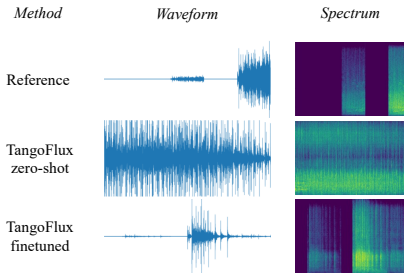 Method Waveform Spectrum
Reference
TangoFlux
zero-shot
TangoFlux
finetuned